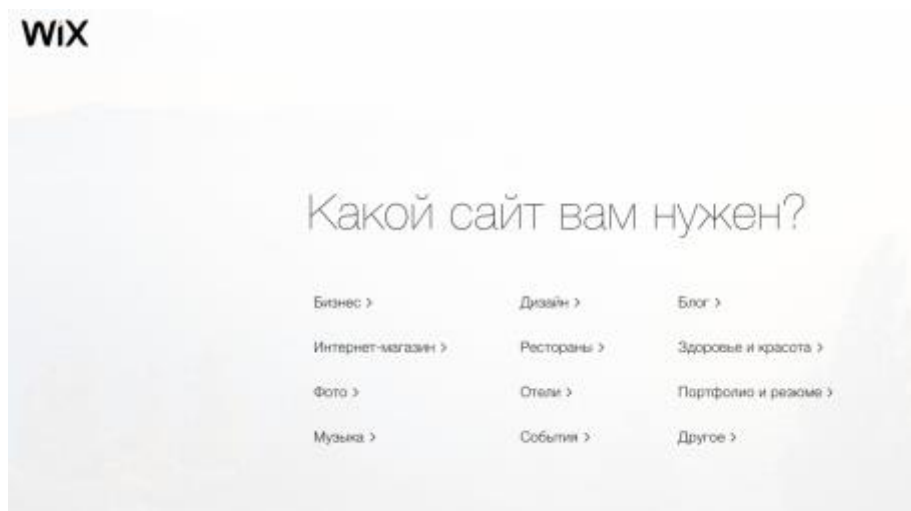 WiX
Какой сайт вам нужен?
Бизнес >
Дизайн >
Блог >
Интернет-магазин >
Рестораны >
Здоровье и красота >
Фото >
Отели >
Портфолио и резюме >
Музыка >
События >
Другое >